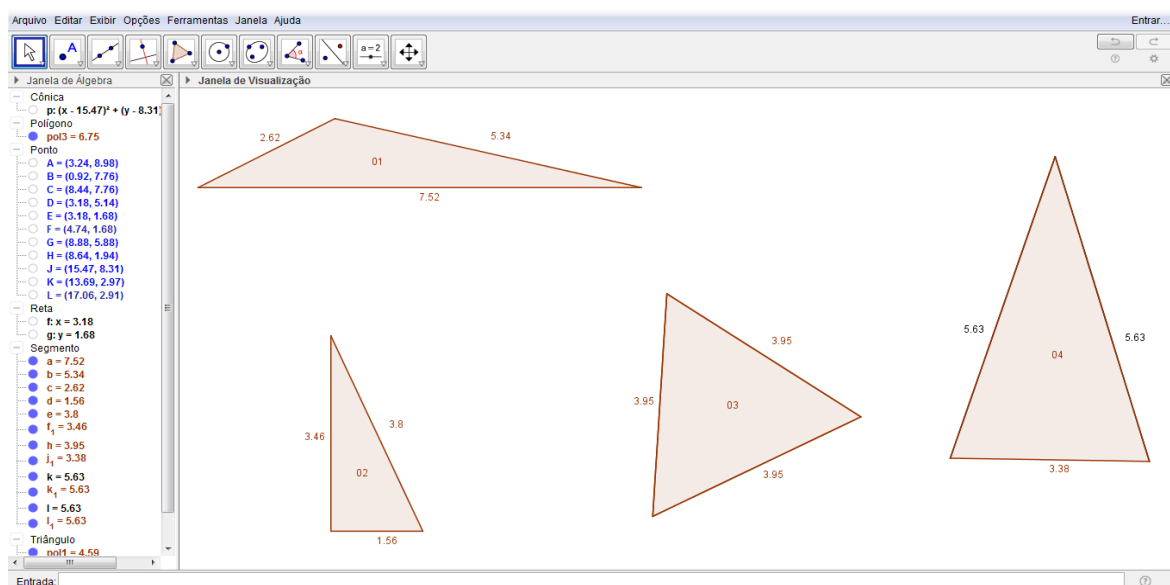 Arquivo Editar Exibir Opções Ferramentas Janela Ajuda
Entrar...
A
α
a=2
Janela de Álgebra
Janela de Visualização
Cônica
p: (x - 15.47)² + (y - 8.31)
Polígono
pol3 = 6.75
Ponto
A = (3.24, 8.98)
B = (0.92, 7.76)
C = (8.44, 7.76)
D = (3.18, 5.14)
E = (3.18, 1.68)
F = (4.74, 1.68)
G = (8.88, 5.88)
H = (8.64, 1.94)
J = (15.47, 8.31)
K = (13.69, 2.97)
L = (17.06, 2.91)
Reta
f: x = 3.18
g: y = 1.68
Segmento
a = 7.52
b = 5.34
c = 2.62
d = 1.56
e = 3.8
f₁ = 3.46
h = 3.95
j₁ = 3.38
k = 5.63
k₁ = 5.63
l = 5.63
l₁ = 5.63
Triângulo
pol1 = 4.59
2.62
5.34
01
7.52
3.46
3.8
02
1.56
3.95
3.95
03
3.95
5.63
5.63
04
3.38
Entrada: